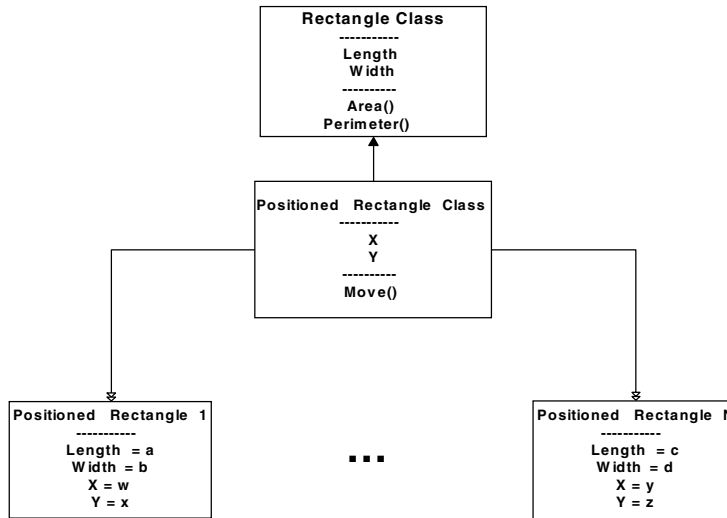 Rectangle Class
-----------
Length
Width
----------
Area()
Perimeter()
Positioned Rectangle Class
-----------
X
Y
----------
Move()
Positioned Rectangle 1
-----------
Length = a
Width = b
X = w
Y = x
...
Positioned Rectangle N
-----------
Length = c
Width = d
X = y
Y = z